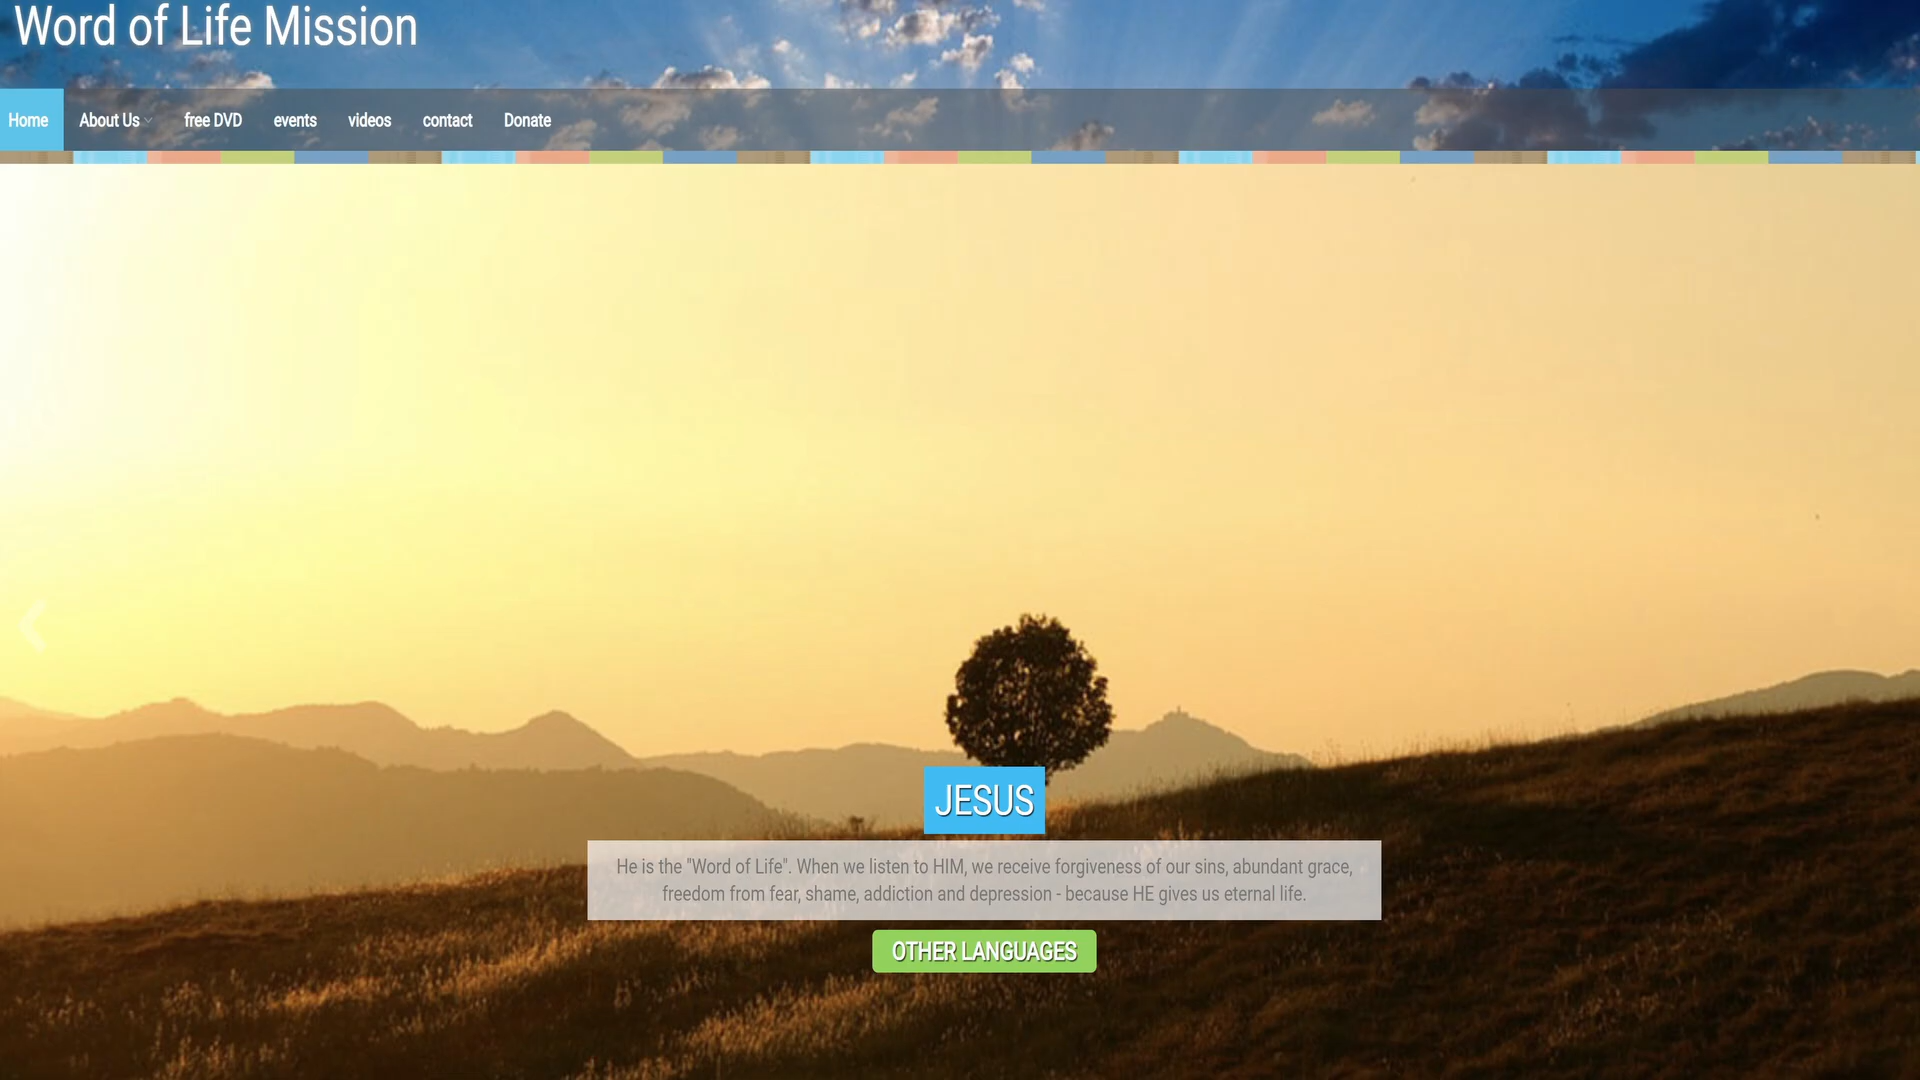 Word of Life Mission
Home About Us free DVD events videos contact Donate
JESUS
He is the "Word of Life". When we listen to HIM, we receive forgiveness of our sins, abundant grace,
freedom from fear, shame, addiction and depression - because HE gives us eternal life.
OTHER LANGUAGES